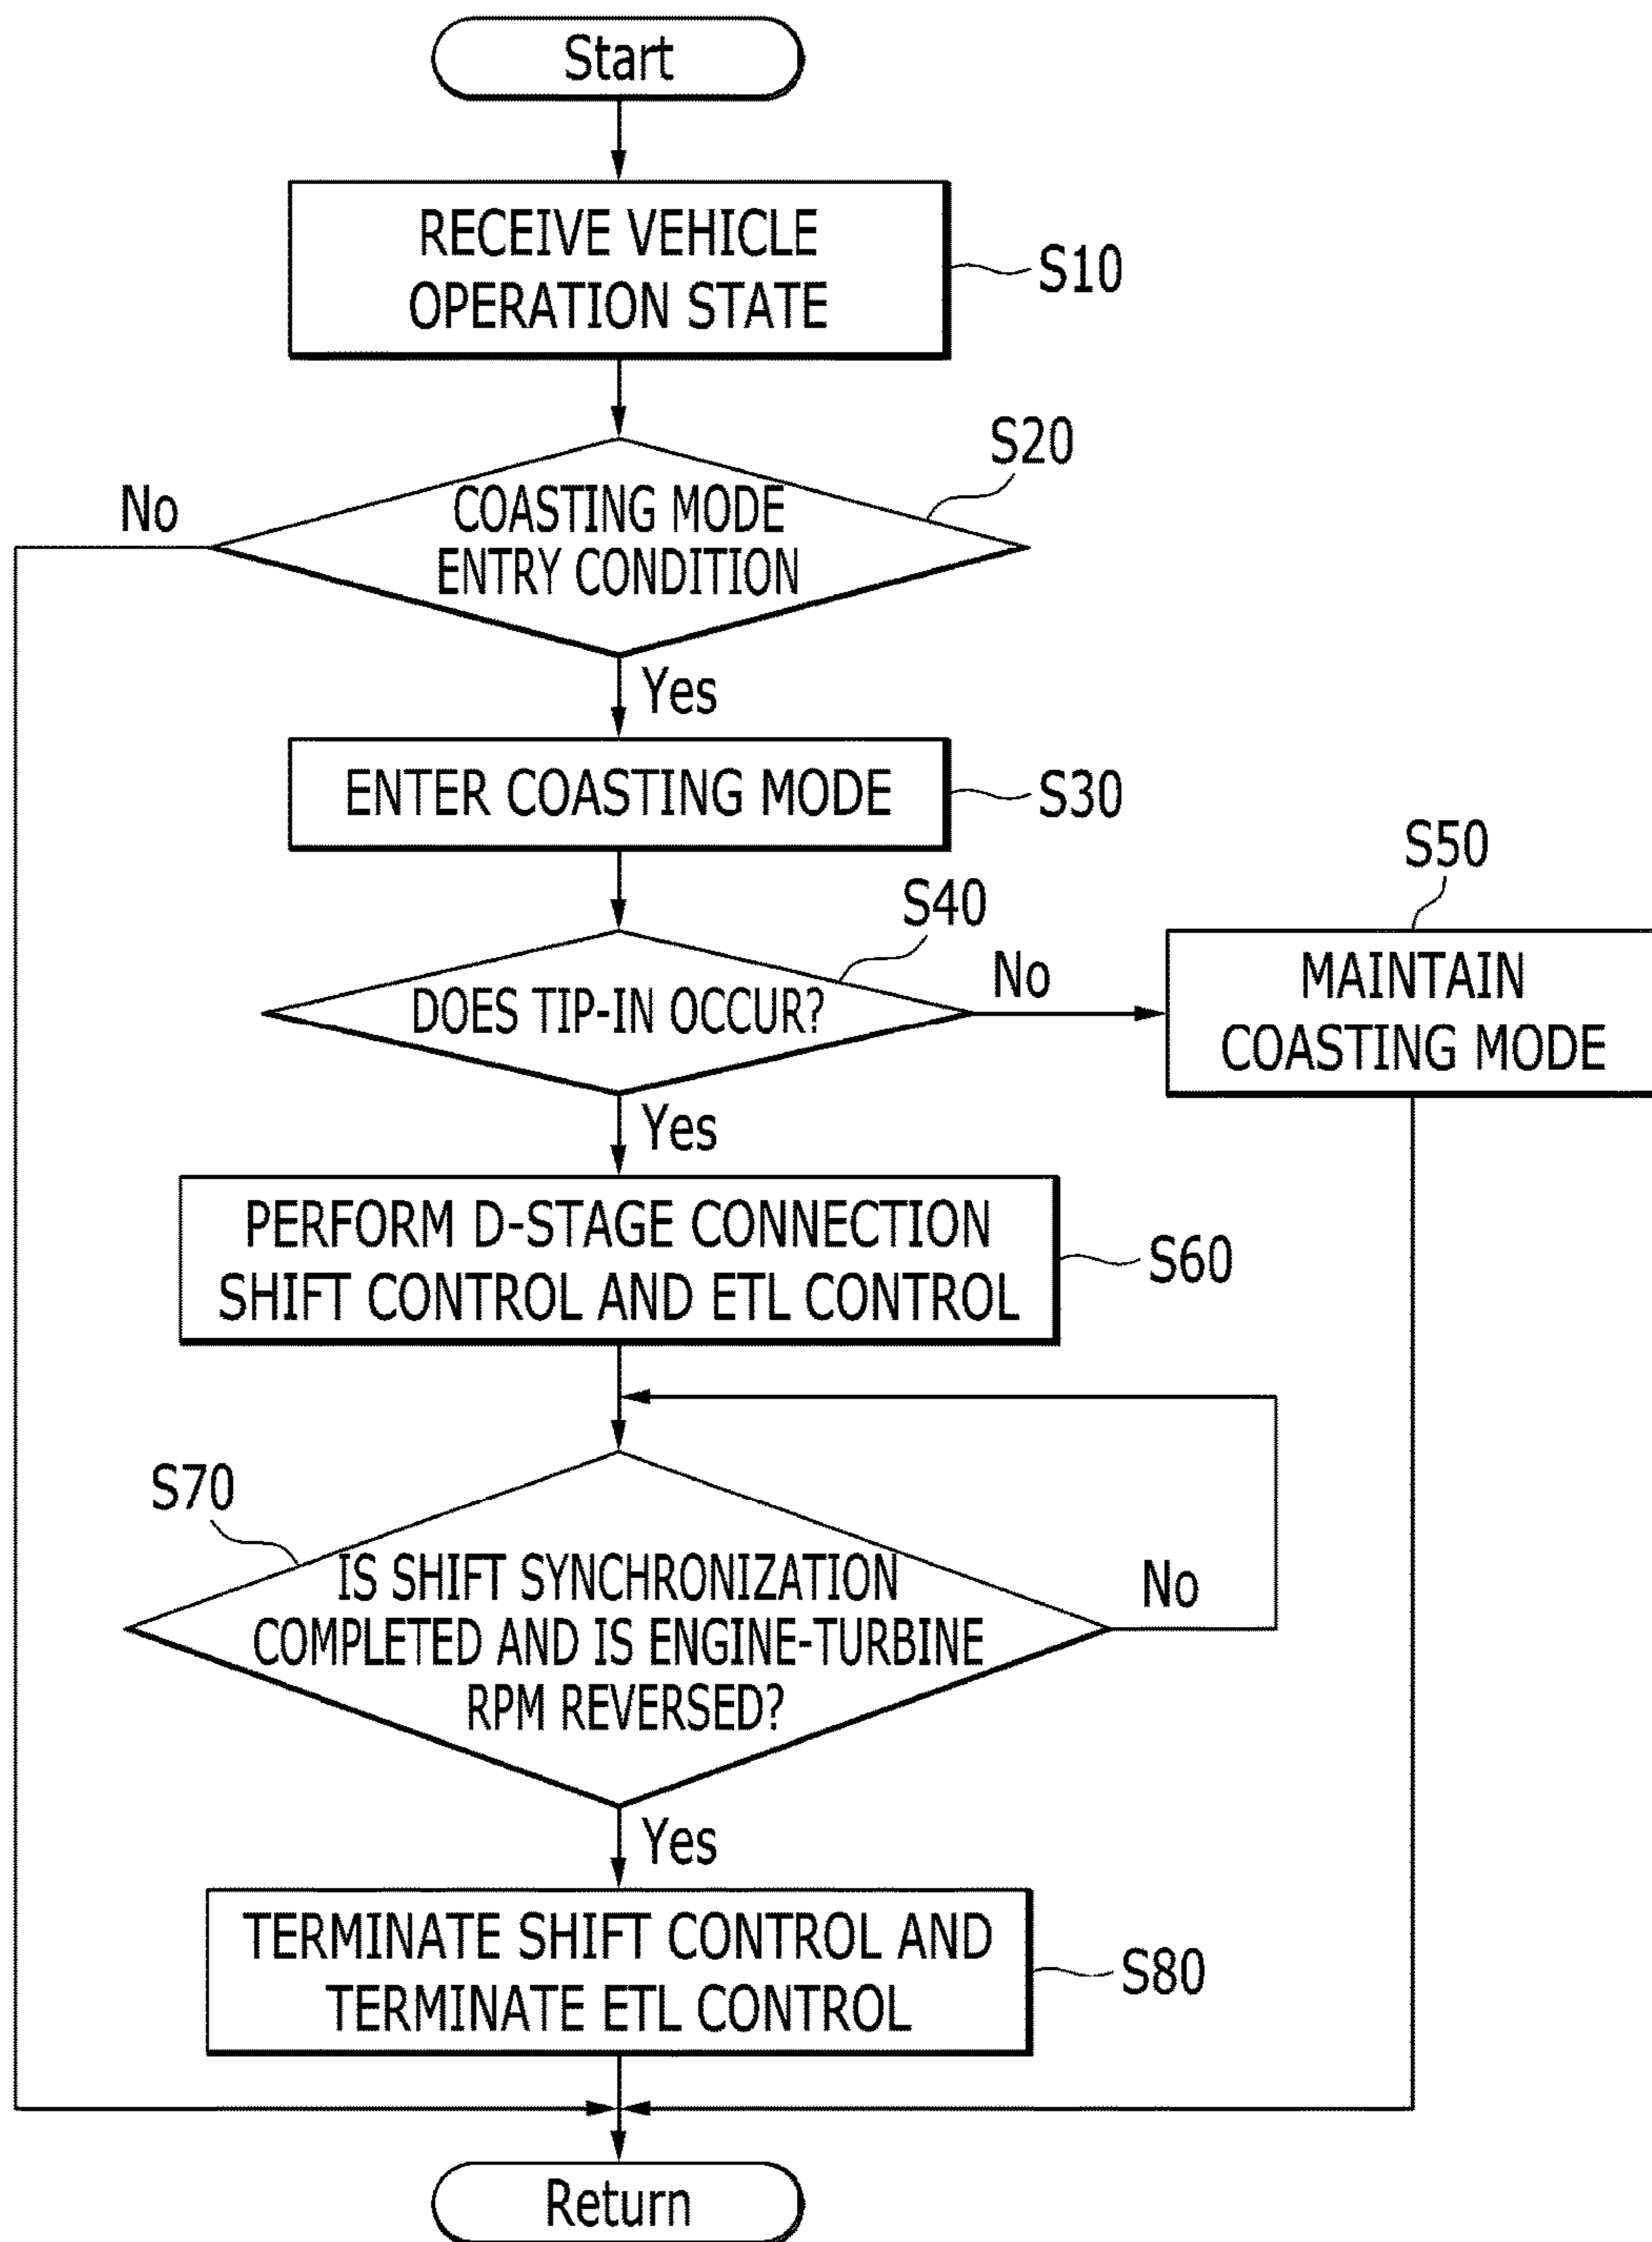 Start
RECEIVE VEHICLE
OPERATION STATE
S10
S20
No
COASTING MODE
ENTRY CONDITION
Yes
ENTER COASTING MODE
S30
S50
S40
No
DOES TIP-IN OCCUR?
MAINTAIN
COASTING MODE
Yes
PERFORM D-STAGE CONNECTION
SHIFT CONTROL AND ETL CONTROL
S60
S70
IS SHIFT SYNCHRONIZATION
COMPLETED AND IS ENGINE-TURBINE
RPM REVERSED?
No
Yes
TERMINATE SHIFT CONTROL AND
TERMINATE ETL CONTROL
S80
Return